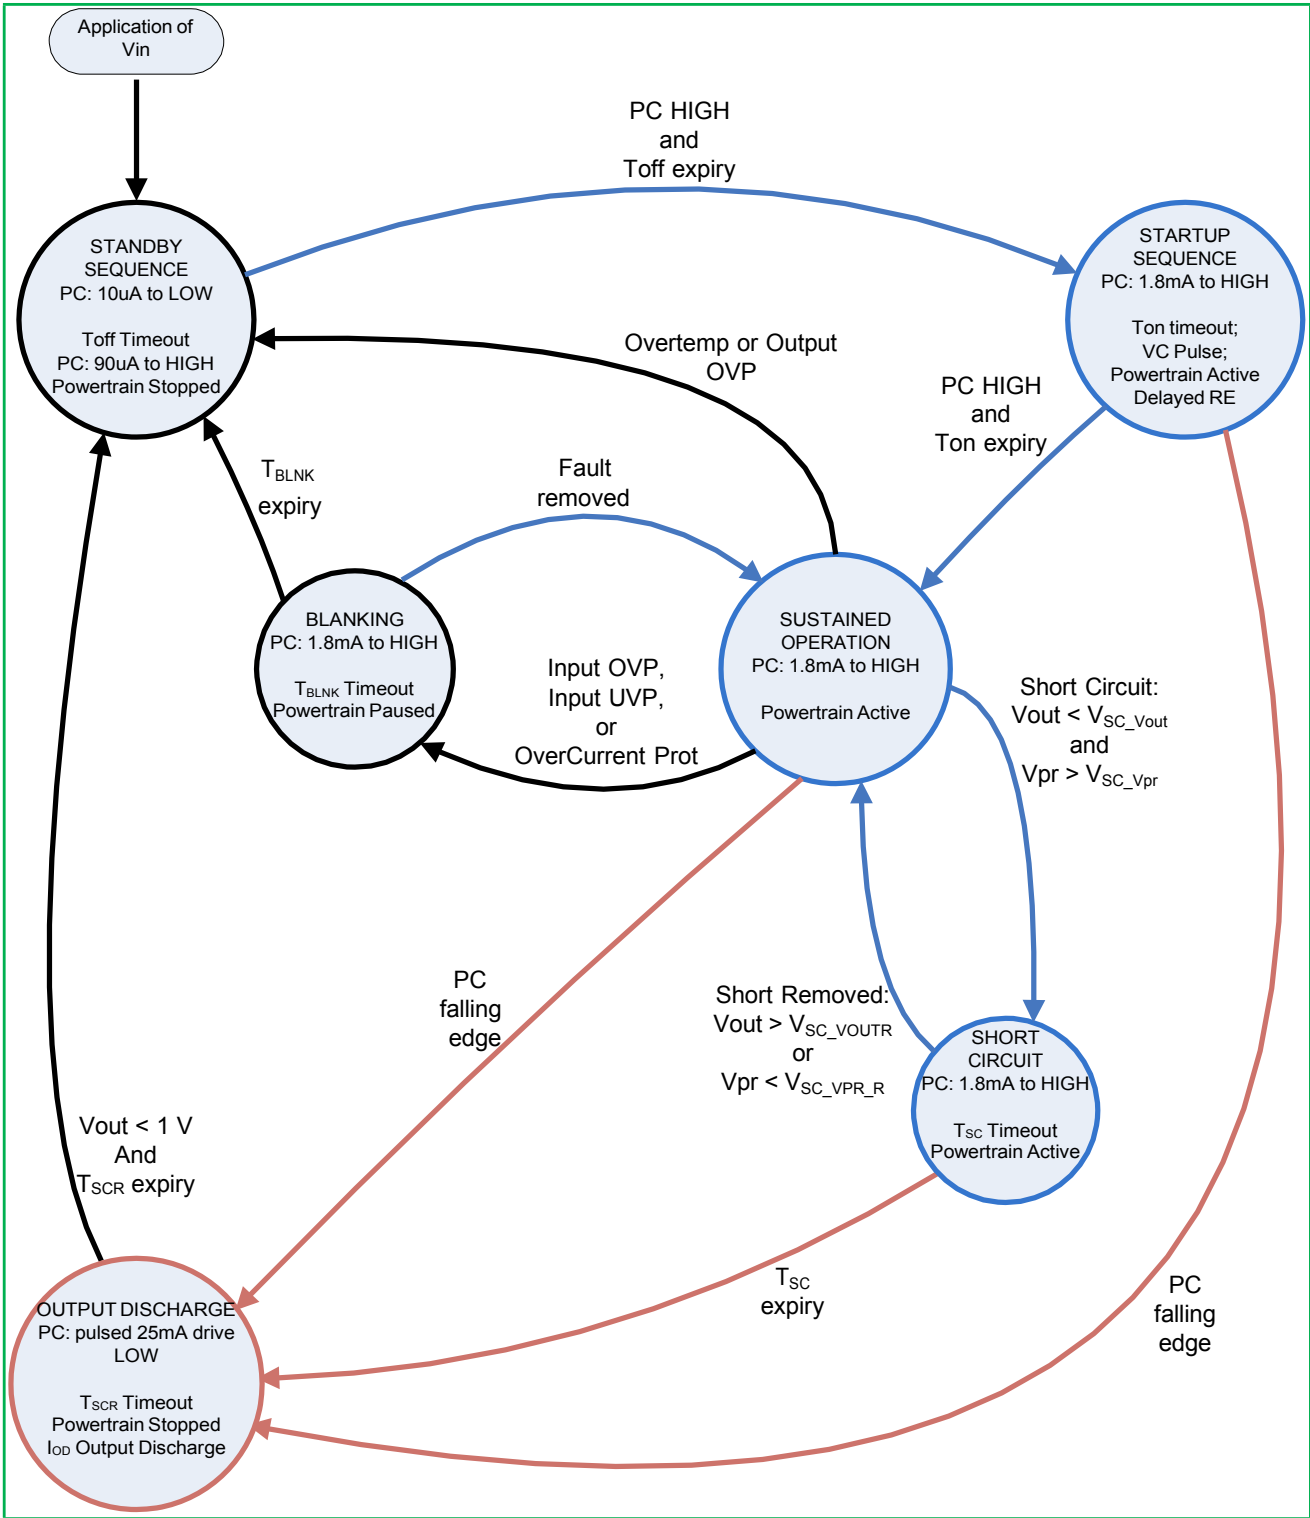 Application of
Vin
PC HIGH
and
Toff expiry
STANDBY
SEQUENCE
PC: 10uA to LOW
Toff Timeout
PC: 90uA to HIGH
Powertrain Stopped
STARTUP
SEQUENCE
PC: 1.8mA to HIGH
Ton timeout;
VC Pulse;
Powertrain Active
Delayed RE
Overtemp or Output
OVP
PC HIGH
and
Ton expiry
TBLNK
expiry
Fault
removed
BLANKING
PC: 1.8mA to HIGH
TBLNK Timeout
Powertrain Paused
Input OVP,
Input UVP,
or
OverCurrent Prot
SUSTAINED
OPERATION
PC: 1.8mA to HIGH
Powertrain Active
Short Circuit:
Vout < VSC_Vout
and
Vpr > VSC_Vpr
PC
falling
edge
Short Removed:
Vout > VSC_VOUTR
or
Vpr < VSC_VPR_R
SHORT
CIRCUIT
PC: 1.8mA to HIGH
TSC Timeout
Powertrain Active
Vout < 1 V
And
TSCR expiry
TSC
expiry
PC
falling
edge
OUTPUT DISCHARGE
PC: pulsed 25mA drive
LOW
TSCR Timeout
Powertrain Stopped
IOD Output Discharge